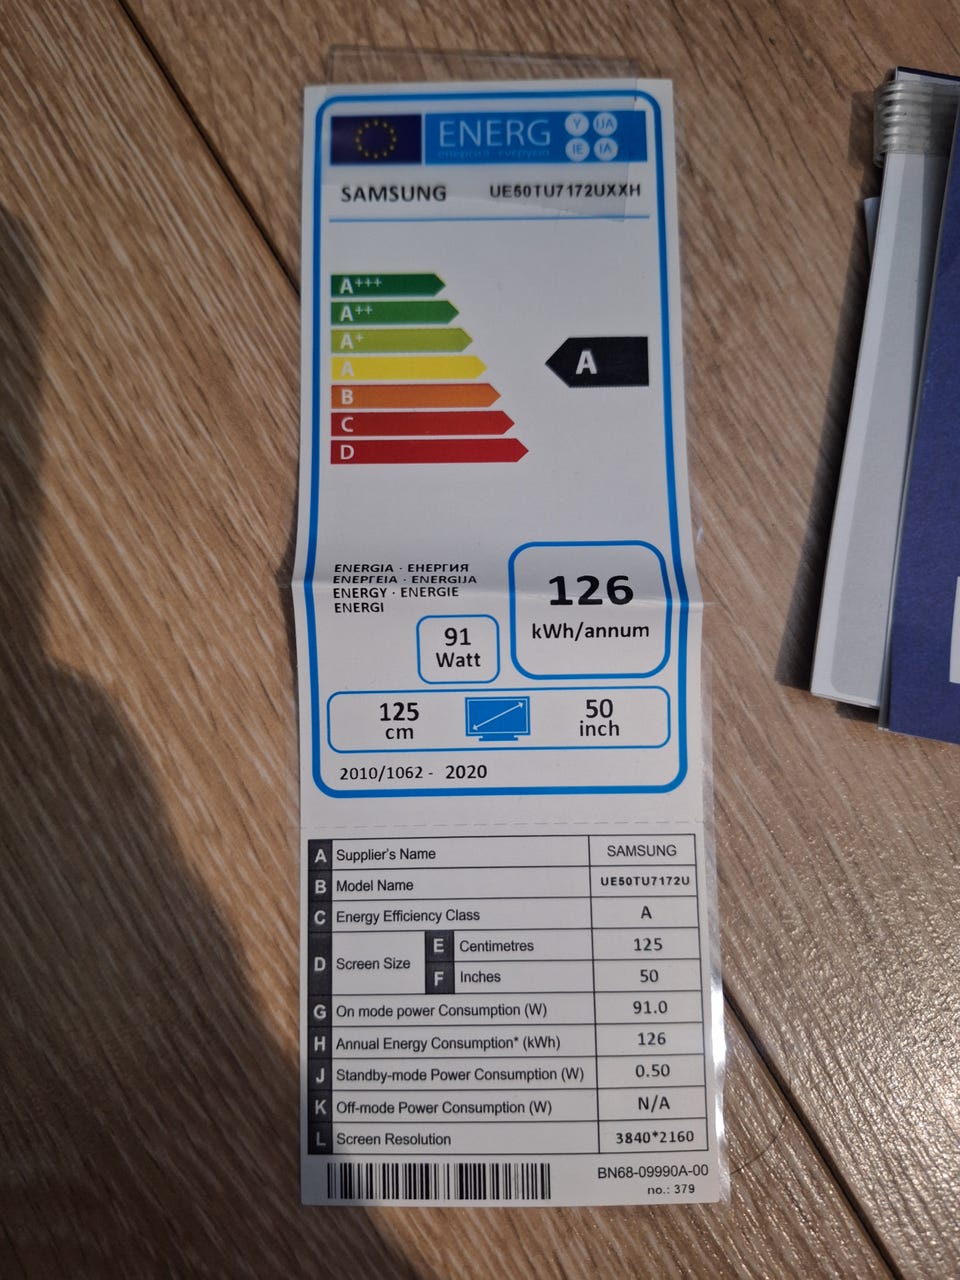 ENERG Y IJA
IE IA
енергия · ενεργεια
SAMSUNG UE50TU7172UXXH
A+++
A++
A+
A
A
B
C
D
ENERGIA · ЕНЕРГИЯ
ΕΝΕΡΓΕΙΑ · ENERGIJA
ENERGY · ENERGIE
ENERGI
126
kWh/annum
91
Watt
125
cm
50
inch
2010/1062 - 2020
A Supplier's Name SAMSUNG
B Model Name UE50TU7172U
C Energy Efficiency Class A
D Screen Size E Centimetres 125
F Inches 50
G On mode power Consumption (W) 91.0
H Annual Energy Consumption* (kWh) 126
J Standby-mode Power Consumption (W) 0.50
K Off-mode Power Consumption (W) N/A
L Screen Resolution 3840*2160
BN68-09990A-00
no.: 379